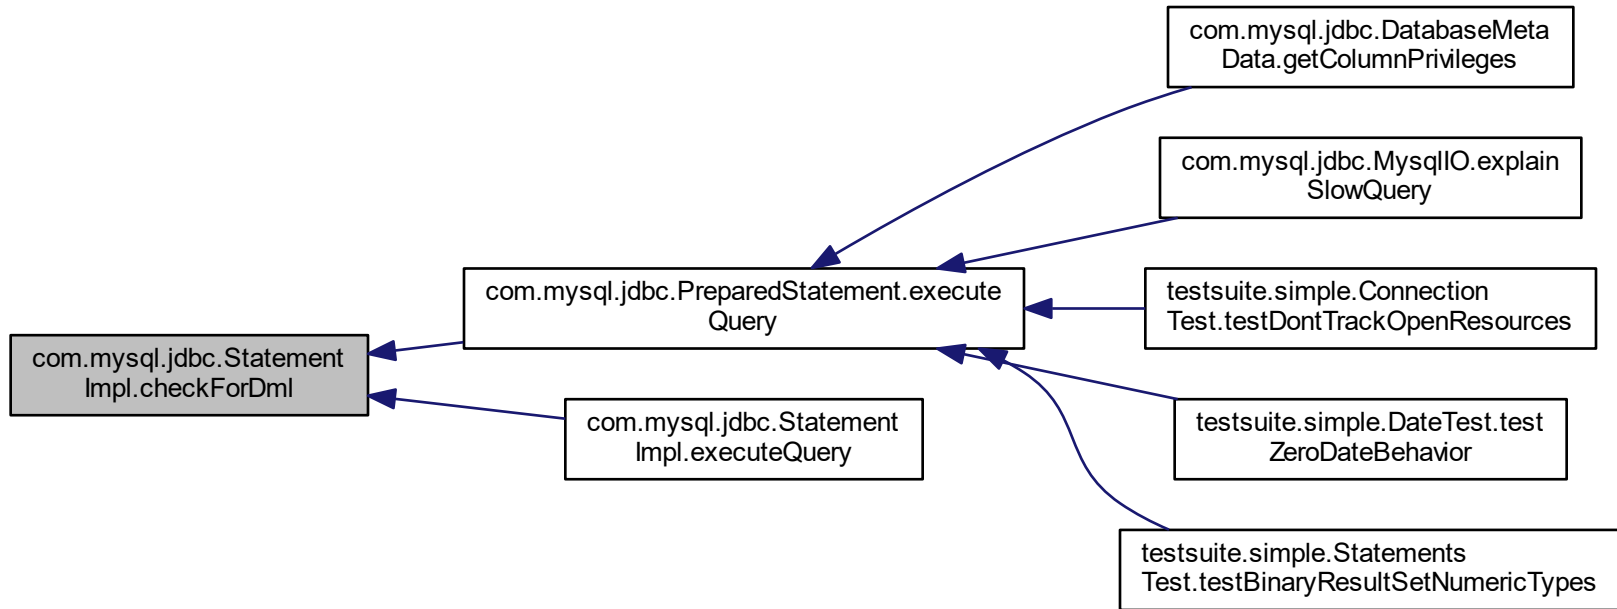 com.mysql.jdbc.DatabaseMeta
Data.getColumnPrivileges
com.mysql.jdbc.MysqlIO.explain
SlowQuery
com.mysql.jdbc.PreparedStatement.execute
Query
testsuite.simple.Connection
Test.testDontTrackOpenResources
com.mysql.jdbc.Statement
Impl.checkForDml
com.mysql.jdbc.Statement
Impl.executeQuery
testsuite.simple.DateTest.test
ZeroDateBehavior
testsuite.simple.Statements
Test.testBinaryResultSetNumericTypes